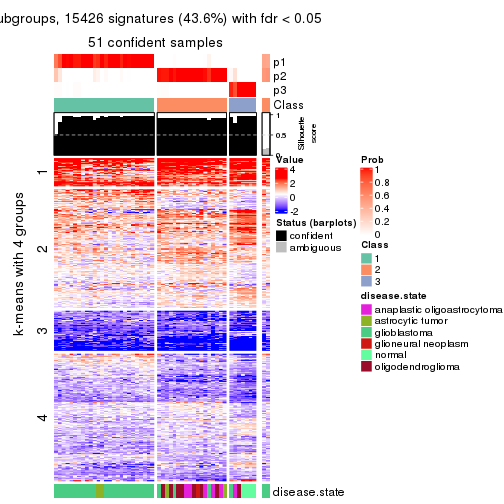 ubgroups, 15426 signatures (43.6%) with fdr < 0.05
51 confident samples
p1
p2
p3
Class
1
0.5
0
Silhouette
score
k-means with 4 groups
1
2
3
4
Value
4
2
0
-2
Status (barplots)
confident
ambiguous
Prob
1
0.8
0.6
0.4
0.2
0
Class
1
2
3
disease.state
anaplastic oligoastrocytoma
astrocytic tumor
glioblastoma
glioneural neoplasm
normal
oligodendroglioma
disease.state